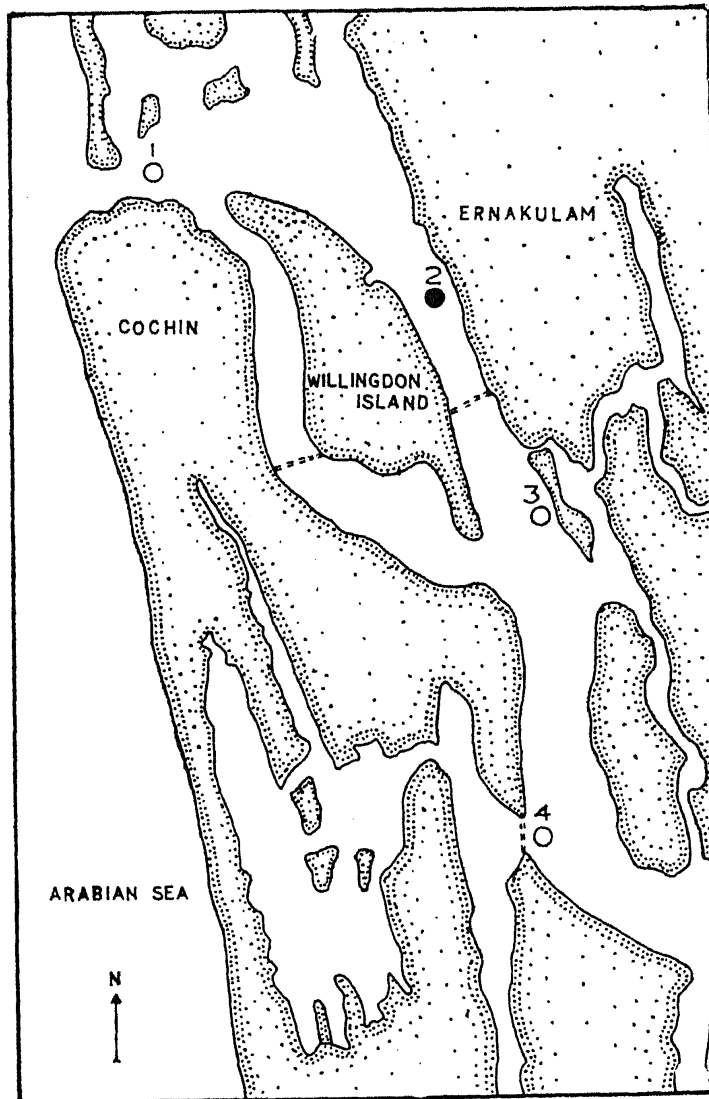 1
ERNAKULAM
2
COCHIN
WILLINGDON
ISLAND
3
4
ARABIAN SEA
N